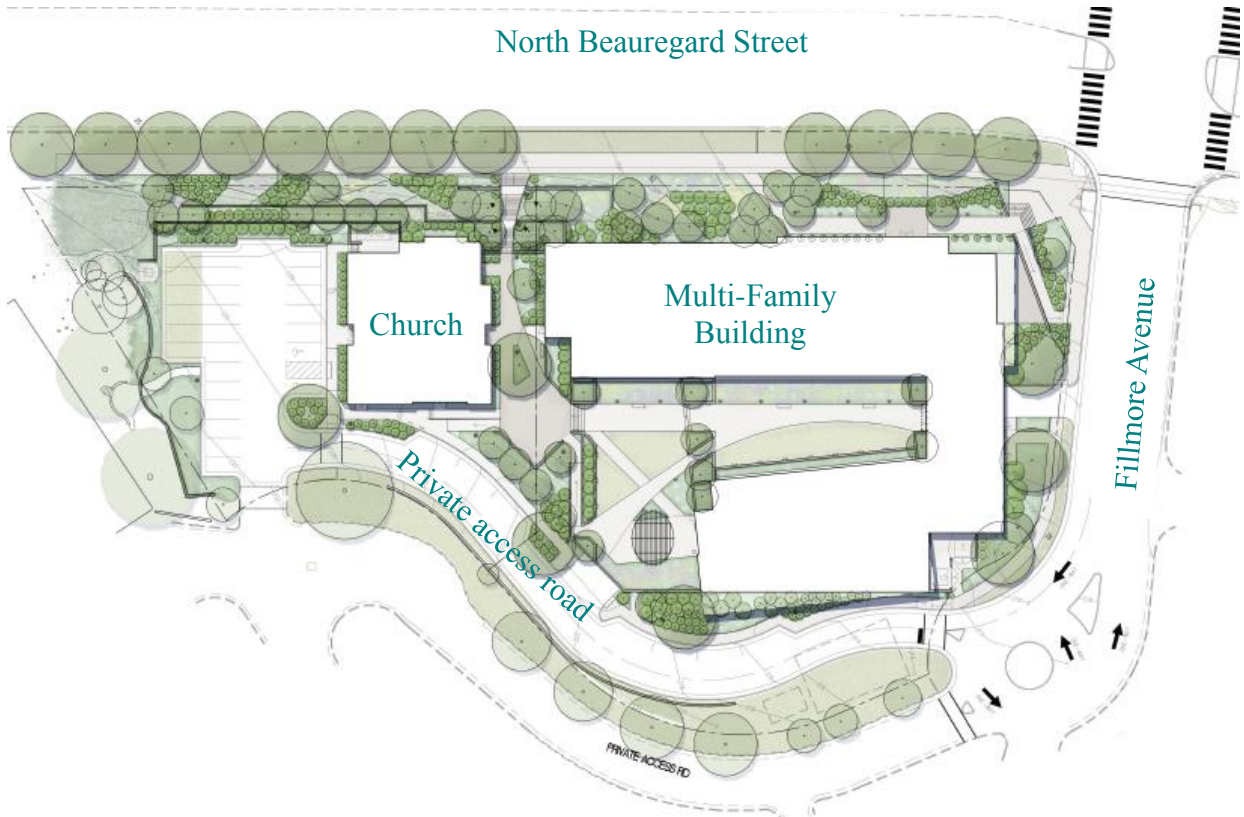 North Beauregard Street
Church
Multi-Family
Building
Fillmore Avenue
Private access road
PRIVATE ACCESS RD